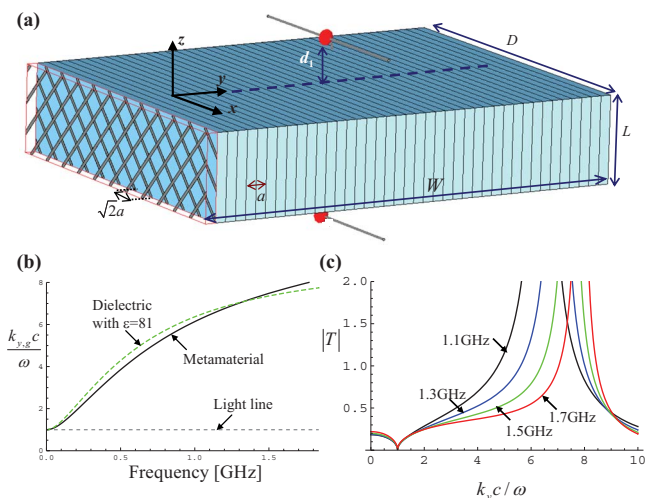 (a)
z
y
x
d₁
D
L
W
a
√2a
(b)
8
6
4
2
0
k_{y,g}c
ω
Dielectric
with ε=81
Metamaterial
Light line
0.0
0.5
1.0
1.5
Frequency [GHz]
(c)
2.0
1.5
1.0
0.5
|T|
1.1GHz
1.3GHz
1.5GHz
1.7GHz
0
2
4
6
8
10
k_y c / ω